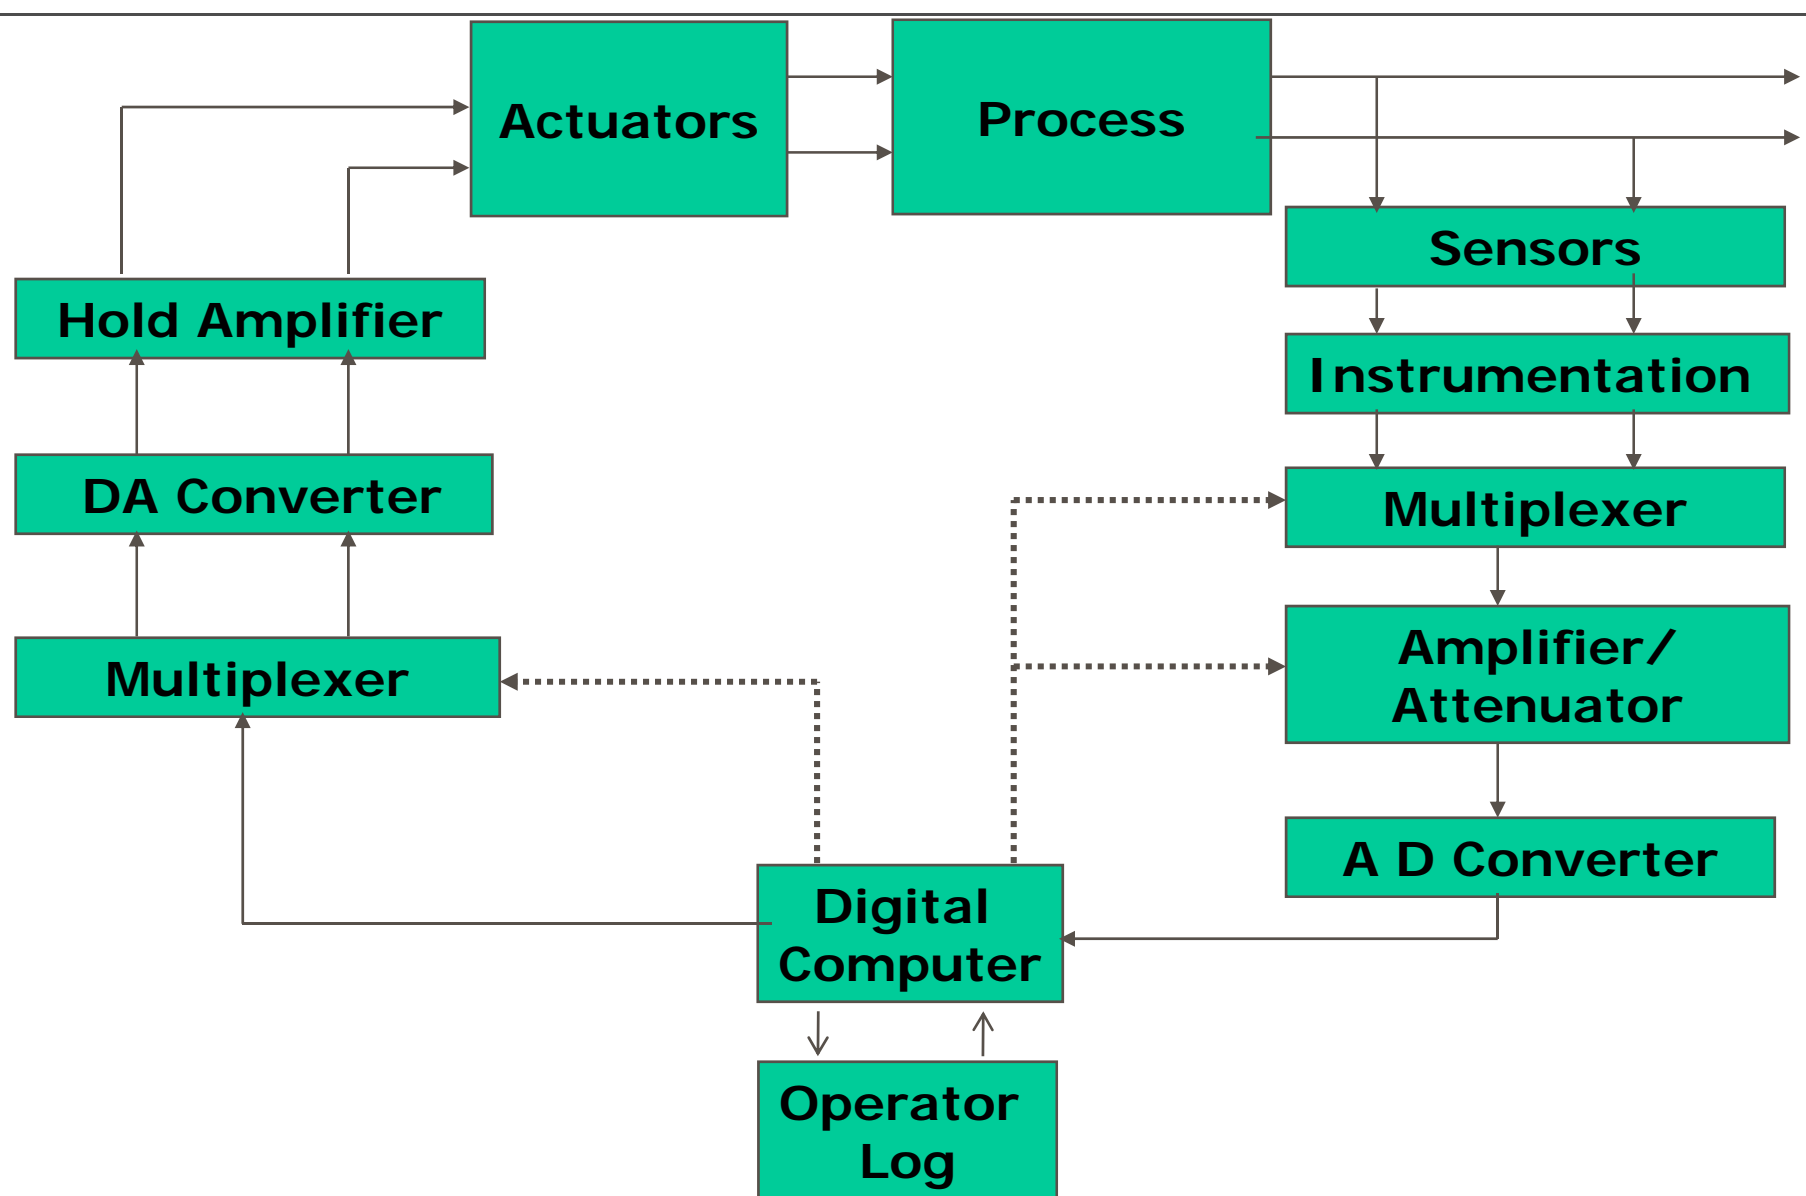 Actuators
Process
Sensors
Hold Amplifier
Instrumentation
DA Converter
Multiplexer
Multiplexer
Amplifier/
Attenuator
A D Converter
Digital
Computer
Operator
Log